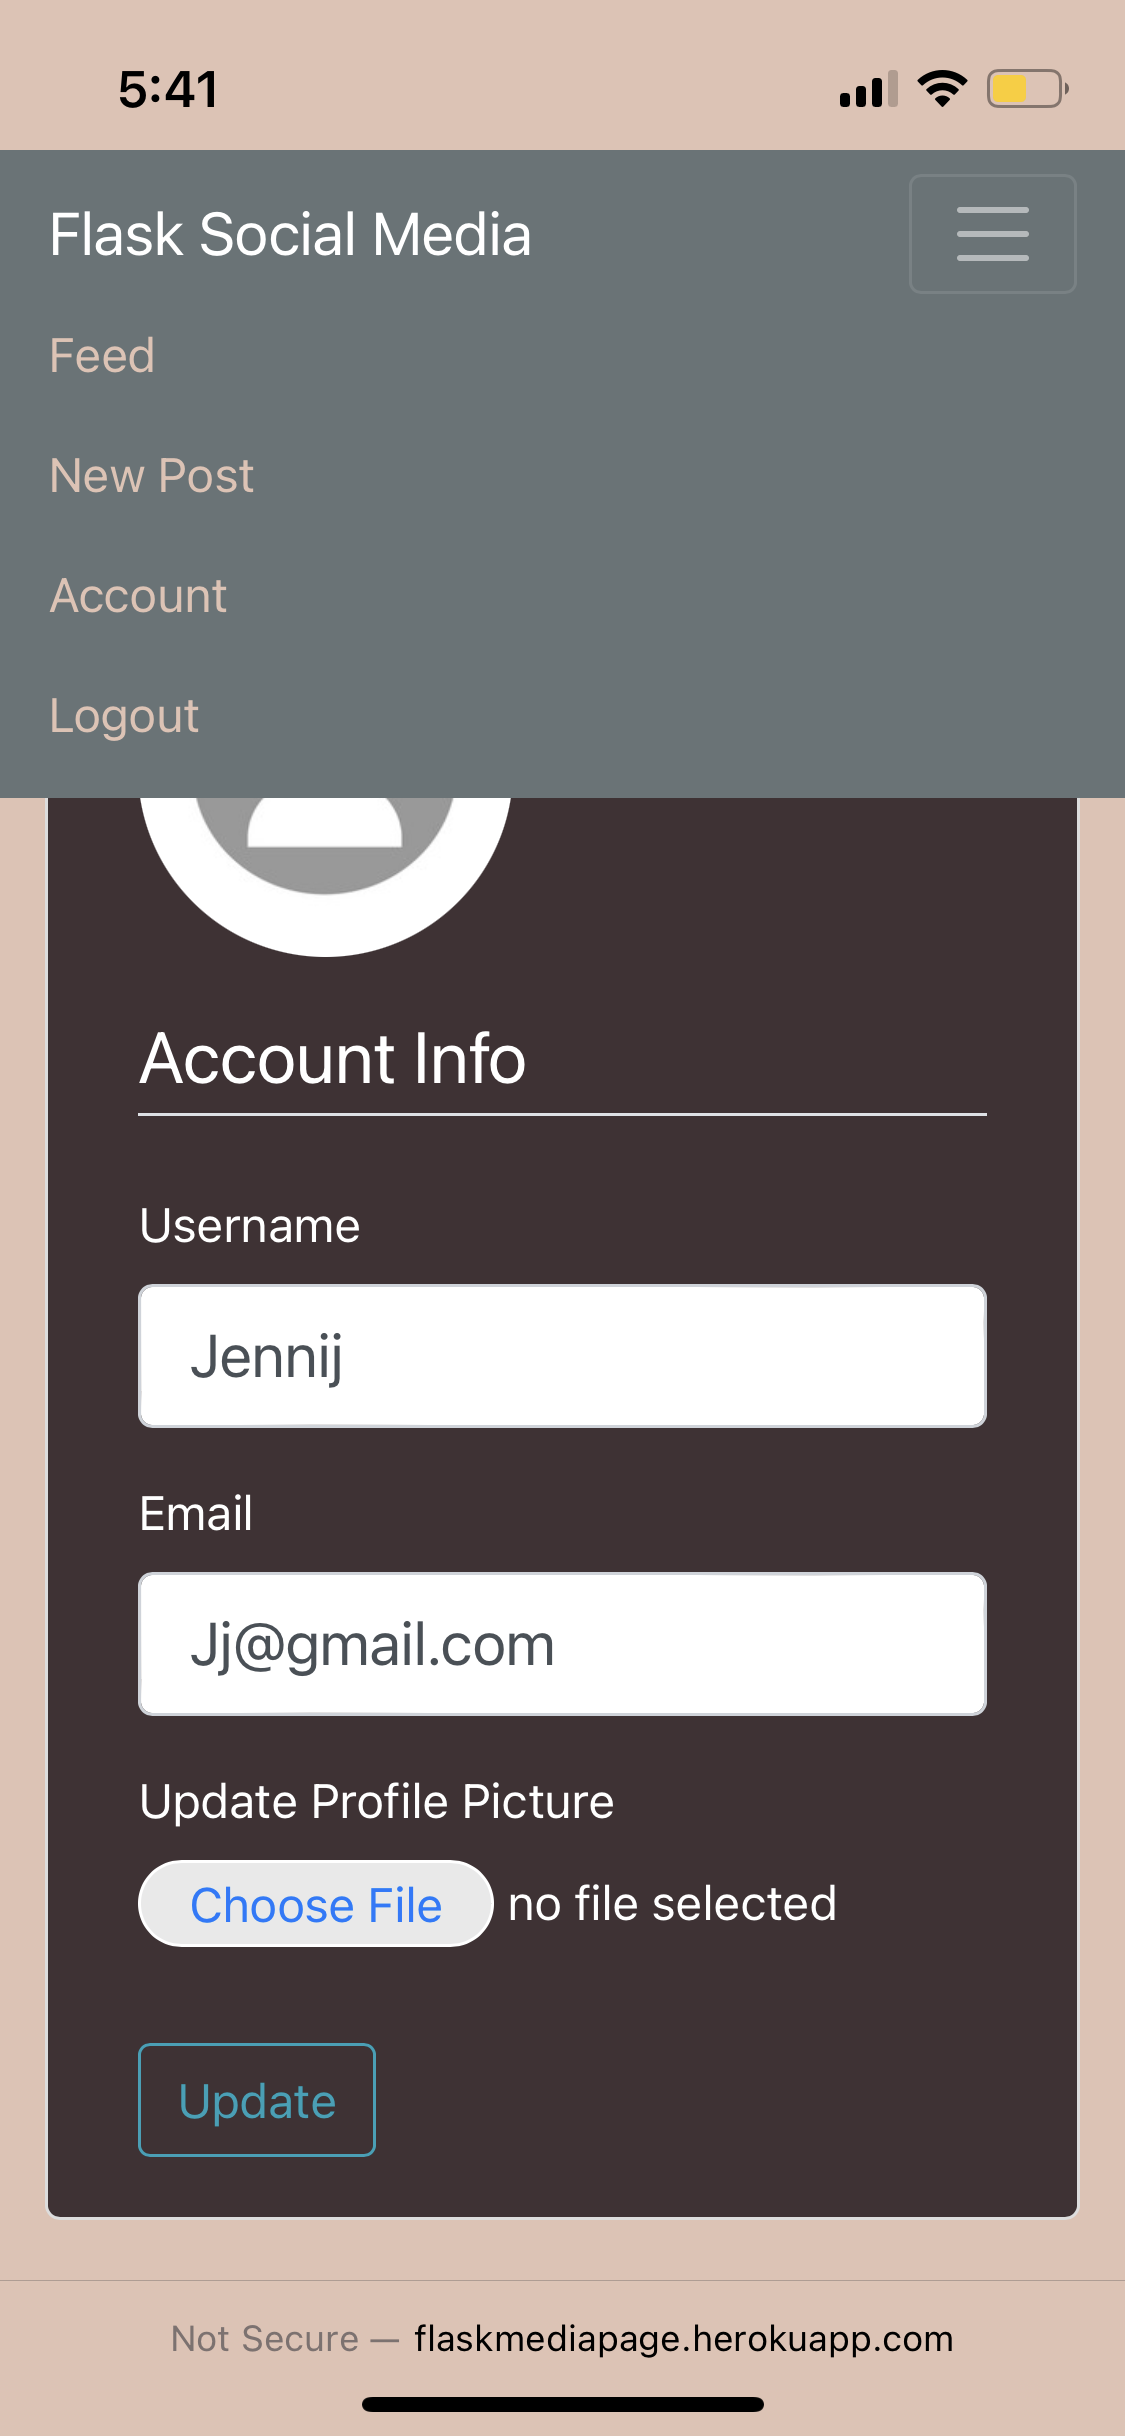 5:41
Flask Social Media
Feed
New Post
Account
Logout
Account Info
Username
Jennij
Email
Jj@gmail.com
Update Profile Picture
Choose File no file selected
Update
Not Secure — flaskmediapage.herokuapp.com